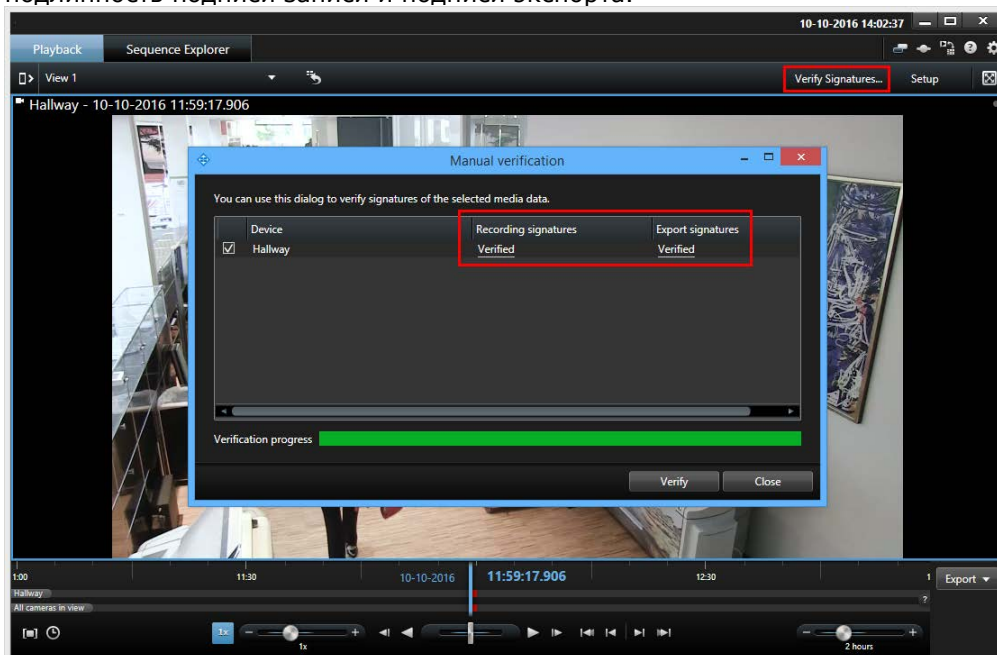 подлинность подписи записи и подписи экспорта.
10-10-2016 14:02:37
Playback Sequence Explorer
View 1 Verify Signatures... Setup
Hallway - 10-10-2016 11:59:17.906
Manual verification
You can use this dialog to verify signatures of the selected media data.
Device Recording signatures Export signatures
Hallway Verified Verified
Verification progress
Verify Close
1:00 11:30 10-10-2016 11:59:17.906 12:30 1 Export
Hallway
All cameras in view ?
1x - + - +
1x 2 hours